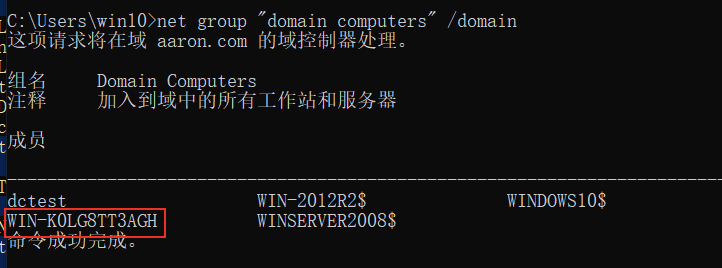 C:\Users\win10>net group "domain computers" /domain
这项请求将在域 aaron.com 的域控制器处理。
组名     Domain Computers
注释     加入到域中的所有工作站和服务器
成员
-------------------------------------------------------------------------------
dctest                   WIN-2012R2$              WINDOWS10$
WIN-K0LG8TT3AGH          WINSERVER2008$
命令成功完成。